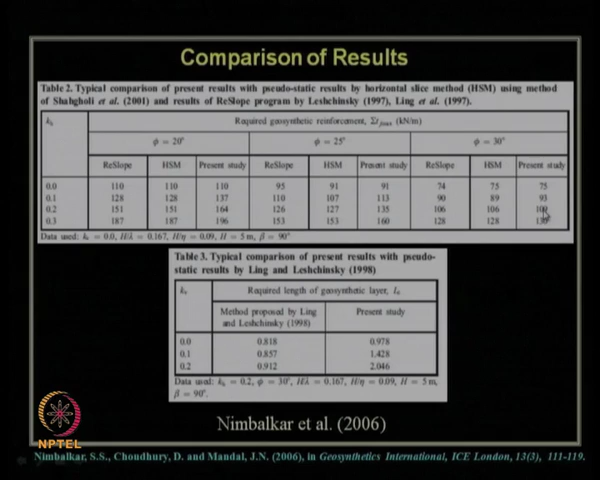 Comparison of Results
Table 2. Typical comparison of present results with pseudo-static results by horizontal slice method (HSM) using method
of Shahgholi et al. (2001) and results of ReSlope program by Leshchinsky (1997), Ling et al. (1997).
Required geosynthetic reinforcement, (kN/m)
ϕ = 20° ϕ = 25° ϕ = 30°
ReSlope HSM Present study ReSlope HSM Present study ReSlope HSM Present study
0.0 110 110 110 95 91 91 74 75 75
0.1 128 128 137 110 107 113 90 89 93
0.2 151 151 164 126 127 135 106 106
0.3 187 187 196 153 153 160 128 128
Data used: = 0.0, H/λ = 0.167, H/η = 0.09, H = 5 m, β = 90°
Table 3. Typical comparison of present results with pseudo-
static results by Ling and Leshchinsky (1998)
Required length of geosynthetic layer,
Method proposed by Ling Present study
and Leshchinsky (1998)
0.0 0.818 0.978
0.1 0.857 1.428
0.2 0.912 2.046
Data used: = 0.2, ϕ = 30°, H/λ = 0.167, H/η = 0.09, H = 5 m,
β = 90°.
Nimbalkar et al. (2006)
NPTEL
Nimbalkar, S.S., Choudhury, D. and Mandal, J.N. (2006), in Geosynthetics International, ICE London, 13(3), 111-119.